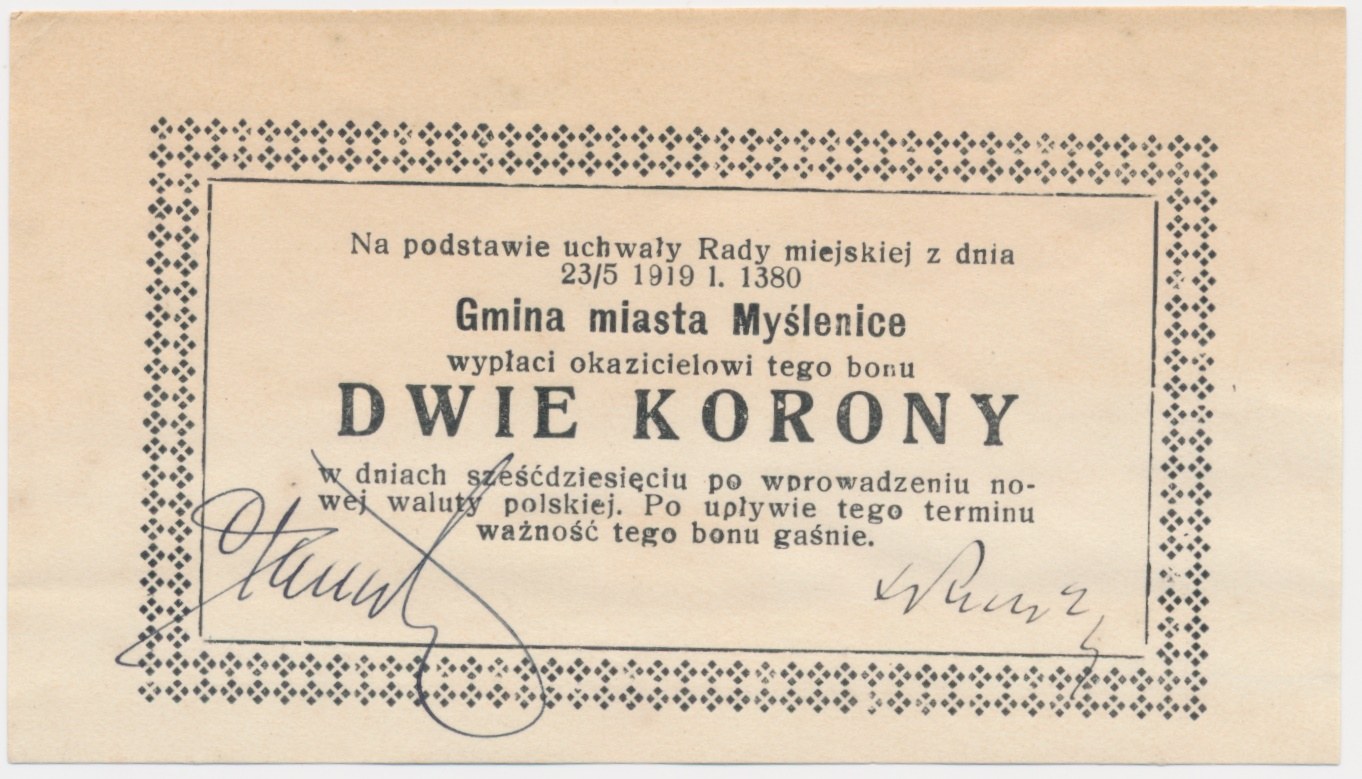 Na podstawie uchwały Rady miejskiej z dnia
23/5 1919 l. 1380
Gmina miasta Myślenice
wypłaci okazicielowi tego bonu
DWIE KORONY
w dniach sześćdziesięciu po wprowadzeniu no-
wej waluty polskiej. Po upływie tego terminu
ważność tego bonu gaśnie.